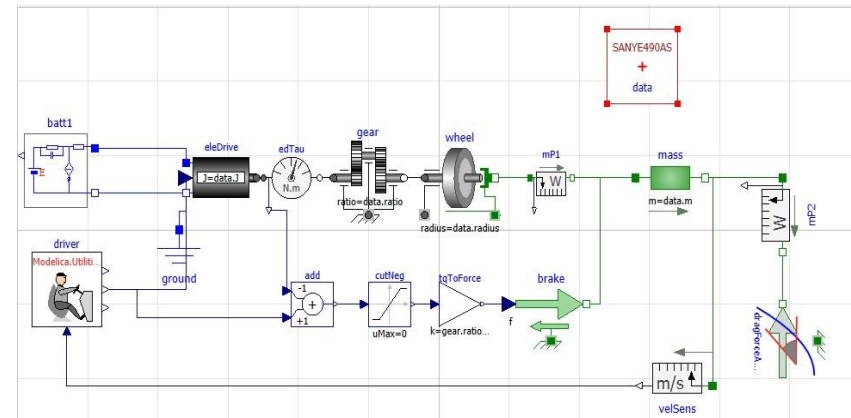 SANYE490AS
+
data
batt1
eleDrive
J=data.J
edTau
N.m
gear
ratio=data.ratio
wheel
radius=data.radius
mP1
W
mass
m=data.m
mP2
W
driver
Modelica.Utiliti...
ground
add
-1
+
+1
cutNeg
uMax=0
tqToForce
k=gear.ratio...
brake
f
dragForceA...
m/s
velSens